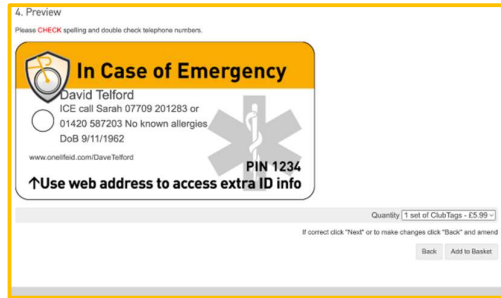 4. Preview
Please CHECK spelling and double check telephone numbers.
In Case of Emergency
David Telford
ICE call Sarah 07709 201283 or
01420 587203 No known allergies
DoB 9/11/1962
www.onelifeid.com/DaveTelford
PIN 1234
↑Use web address to access extra ID info
Quantity 1 set of ClubTags - £5.99
If correct click "Next" or to make changes click "Back" and amend
Back Add to Basket